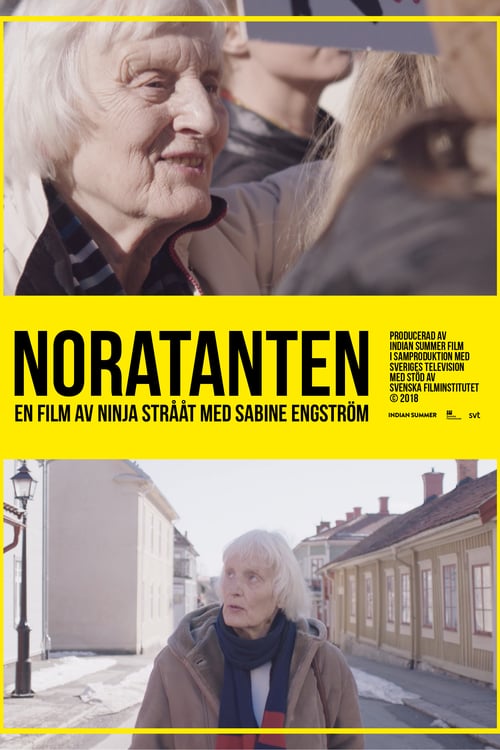 NORATANTEN
EN FILM AV NINJA STRÅÅT MED SABINE ENGSTRÖM
PRODUCERAD AV
INDIAN SUMMER FILM
I SAMPRODUKTION MED
SVERIGES TELEVISION
MED STÖD AV
SVENSKA FILMINSTITUTET
© 2018
INDIAN SUMMER
svt